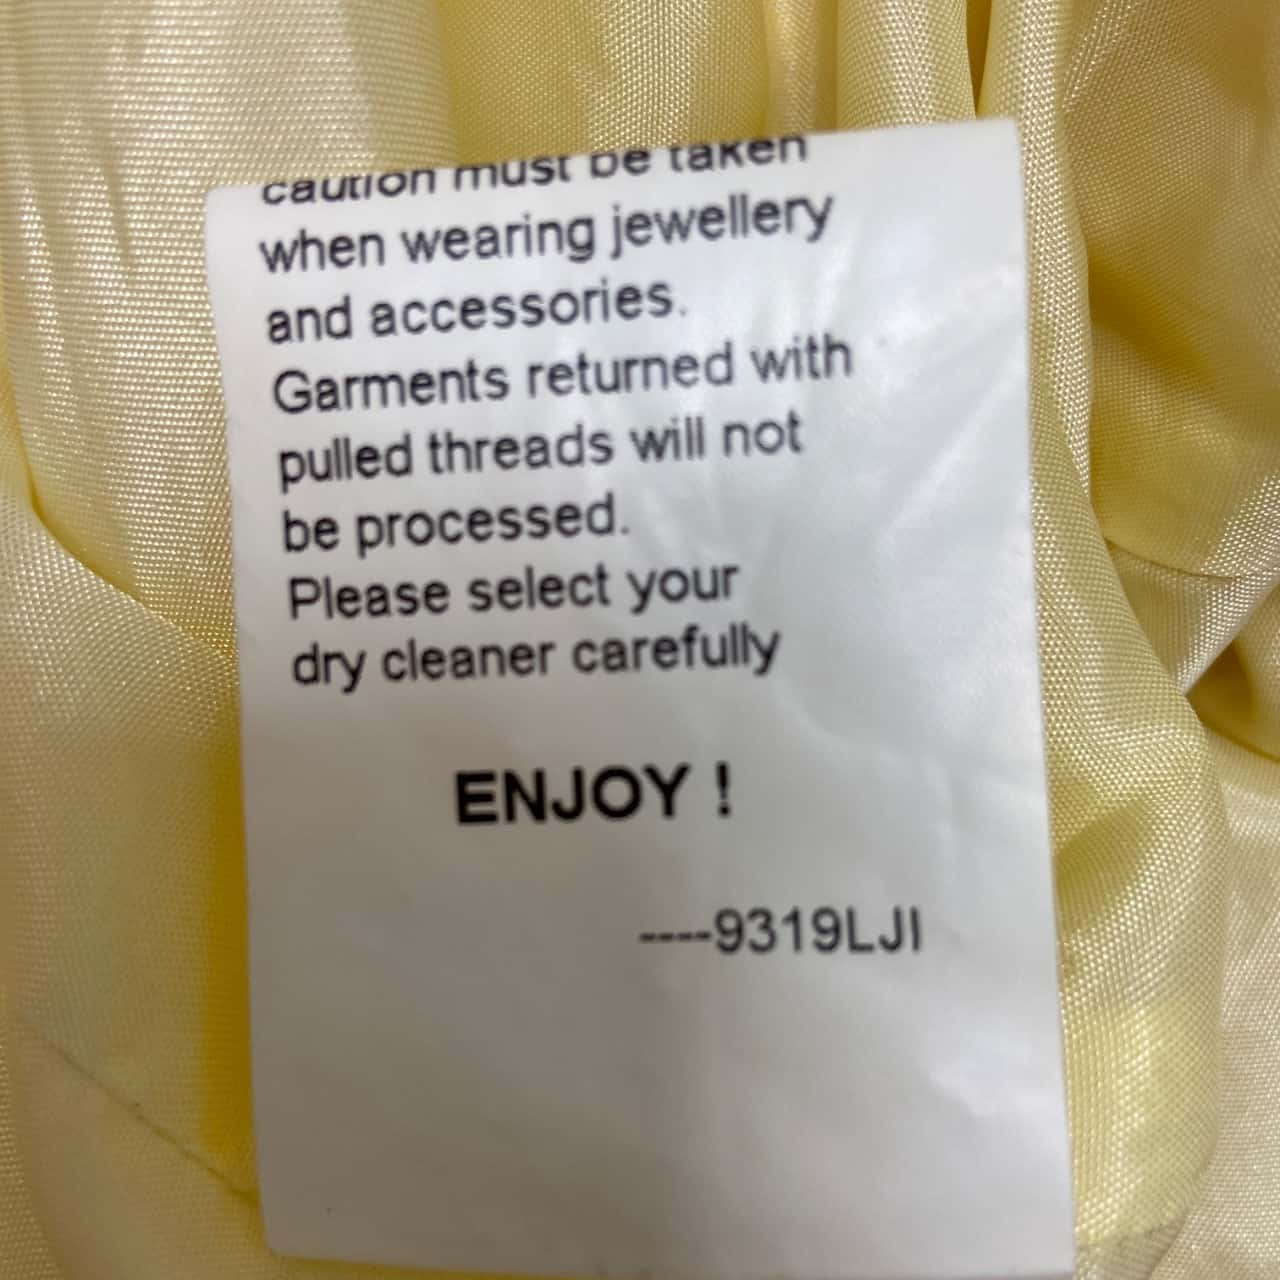 caution must be taken
when wearing jewellery
and accessories.
Garments returned with
pulled threads will not
be processed.
Please select your
dry cleaner carefully
ENJOY !
----9319LJI